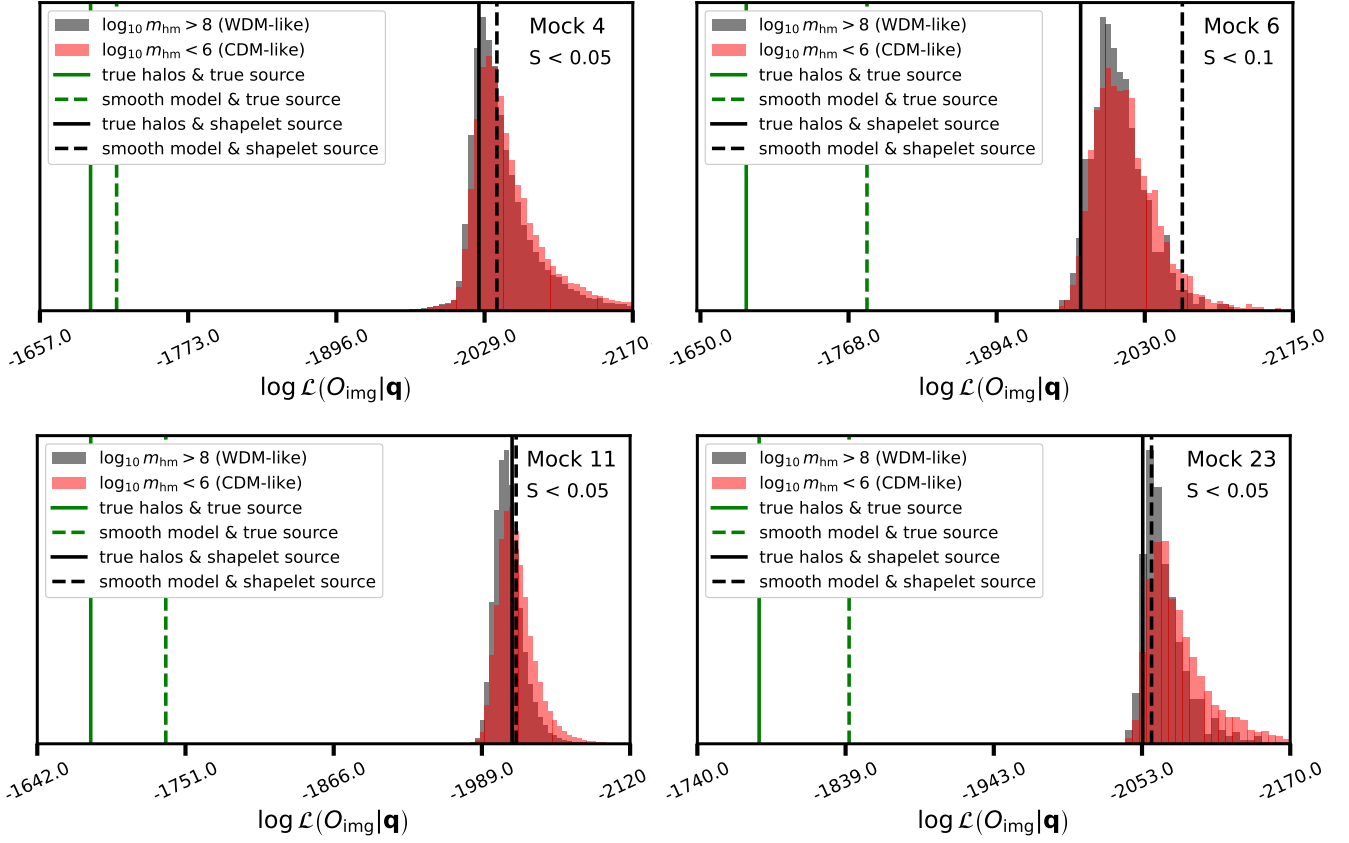 log₁₀ m_hm > 8 (WDM-like)
log₁₀ m_hm < 6 (CDM-like)
true halos & true source
smooth model & true source
true halos & shapelet source
smooth model & shapelet source
Mock 4
S < 0.05
-1657.0
-1773.0
-1896.0
-2029.0
-2170
log ℒ(O_img|q)
log₁₀ m_hm > 8 (WDM-like)
log₁₀ m_hm < 6 (CDM-like)
true halos & true source
smooth model & true source
true halos & shapelet source
smooth model & shapelet source
Mock 6
S < 0.1
-1650.0
-1768.0
-1894.0
-2030.0
-2175.0
log ℒ(O_img|q)
log₁₀ m_hm > 8 (WDM-like)
log₁₀ m_hm < 6 (CDM-like)
true halos & true source
smooth model & true source
true halos & shapelet source
smooth model & shapelet source
Mock 11
S < 0.05
-1642.0
-1751.0
-1866.0
-1989.0
-2120
log ℒ(O_img|q)
log₁₀ m_hm > 8 (WDM-like)
log₁₀ m_hm < 6 (CDM-like)
true halos & true source
smooth model & true source
true halos & shapelet source
smooth model & shapelet source
Mock 23
S < 0.05
-1740.0
-1839.0
-1943.0
-2053.0
-2170.0
log ℒ(O_img|q)